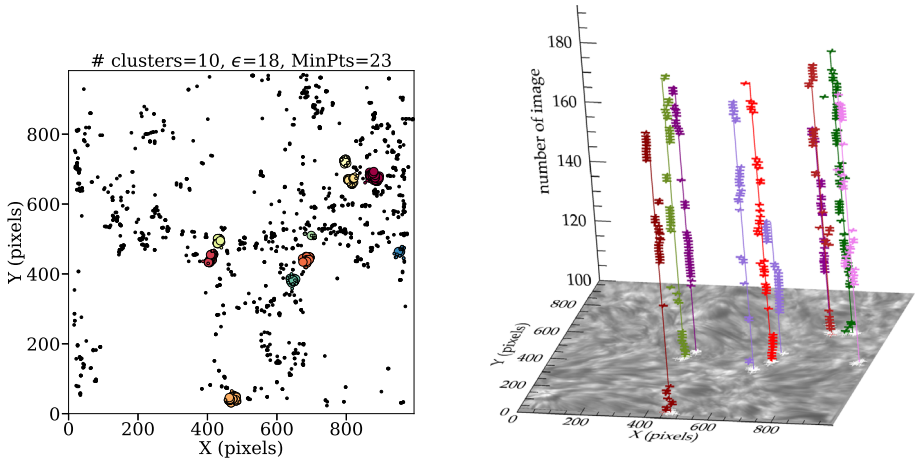 # clusters=10, ϵ=18, MinPts=23
Y (pixels)
800
600
400
200
0
0 200 400 600 800
X (pixels)
number of image
180
160
140
120
100
Y (pixels)
800
600
400
200
0
0 200 400 600 800
X (pixels)